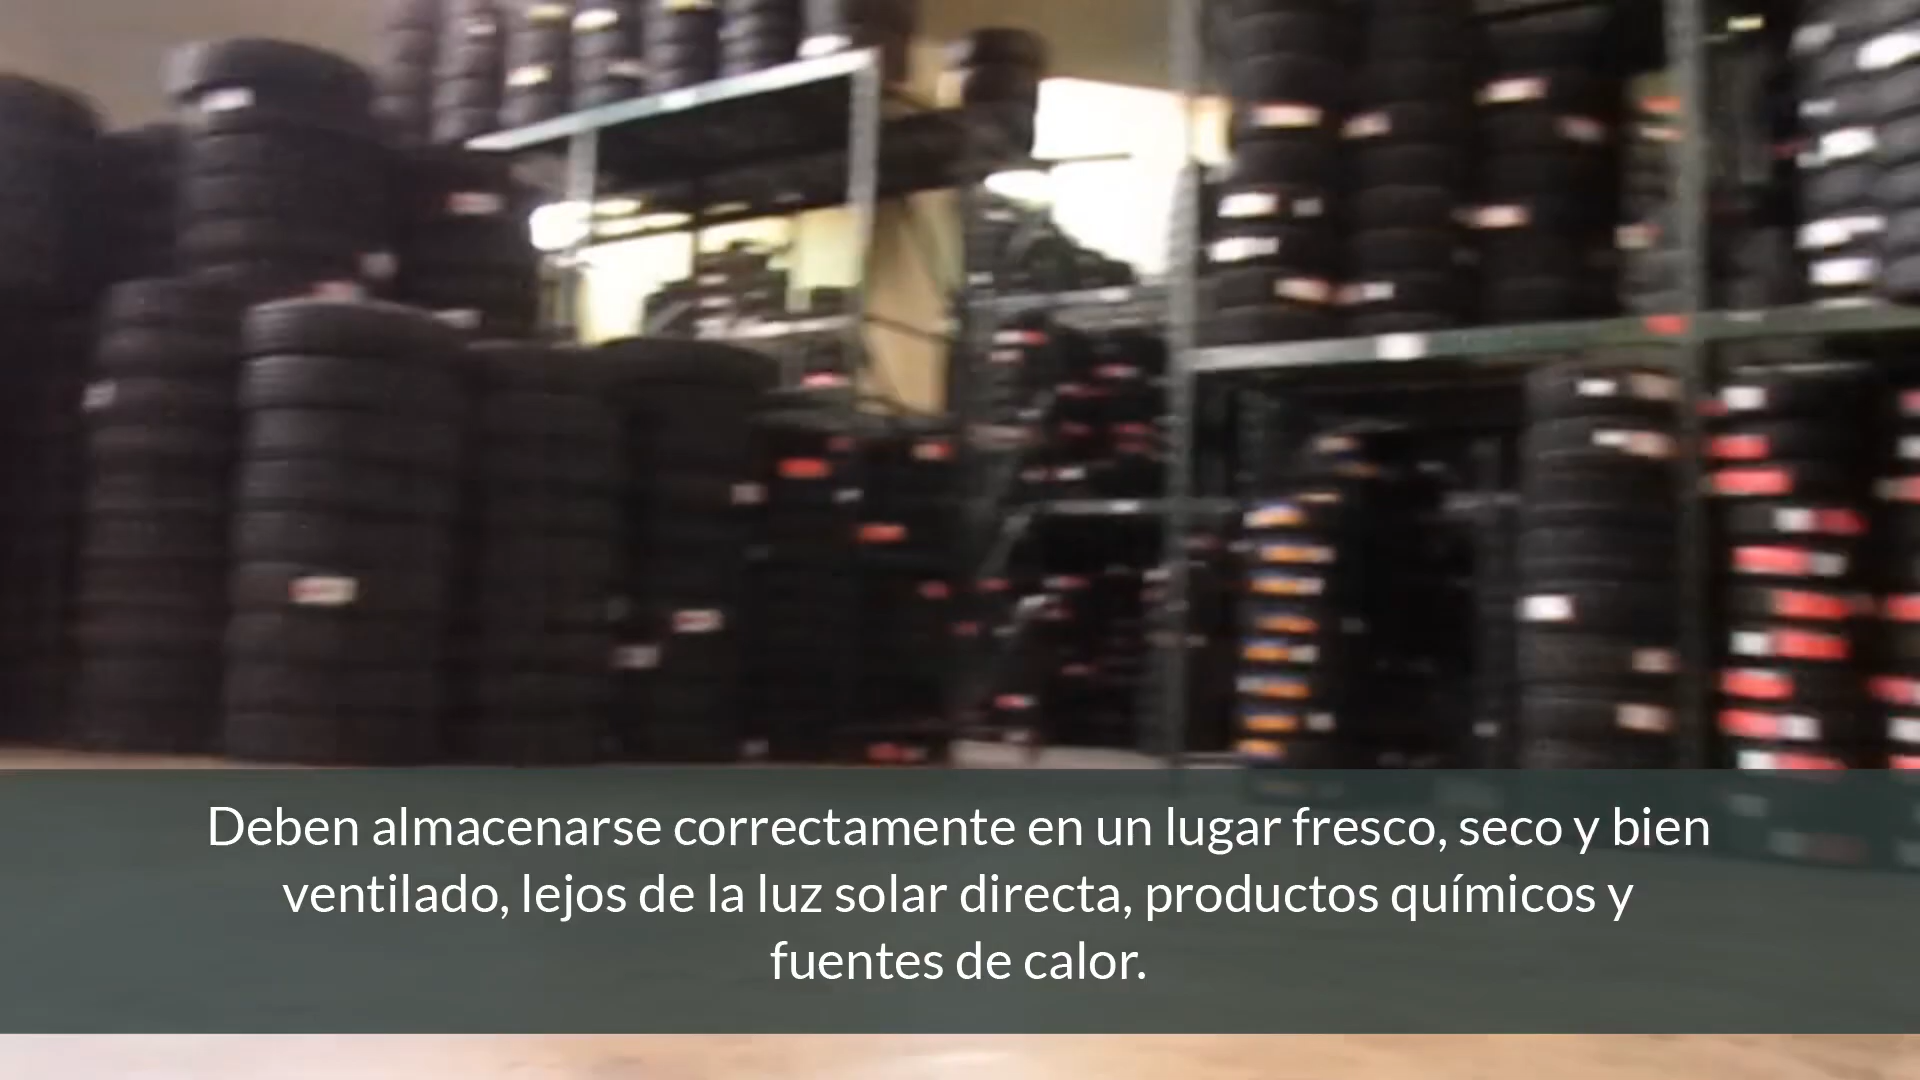 Deben almacenarse correctamente en un lugar fresco, seco y bien
ventilado, lejos de la luz solar directa, productos químicos y
fuentes de calor.